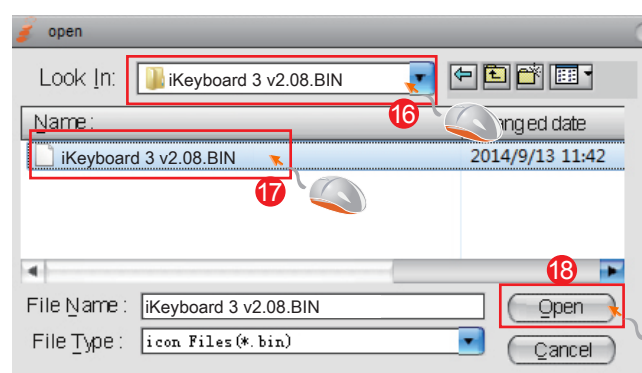 open
Look In: iKeyboard 3 v2.08.BIN
16
Name: anged date
iKeyboard 3 v2.08.BIN 2014/9/13 11:42
17
18
File Name : iKeyboard 3 v2.08.BIN Open
File Type : icon Files(*.bin) Cancel